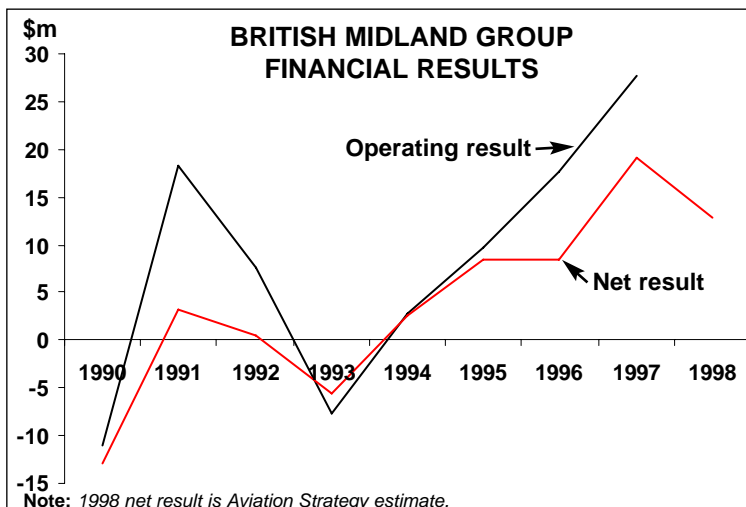 $m
BRITISH MIDLAND GROUP
FINANCIAL RESULTS
30
25
20
15
10
5
0
-5
-10
-15
Operating result
Net result
1990 1991 1992 1993 1994 1995 1996 1997 1998
Note: 1998 net result is Aviation Strategy estimate.